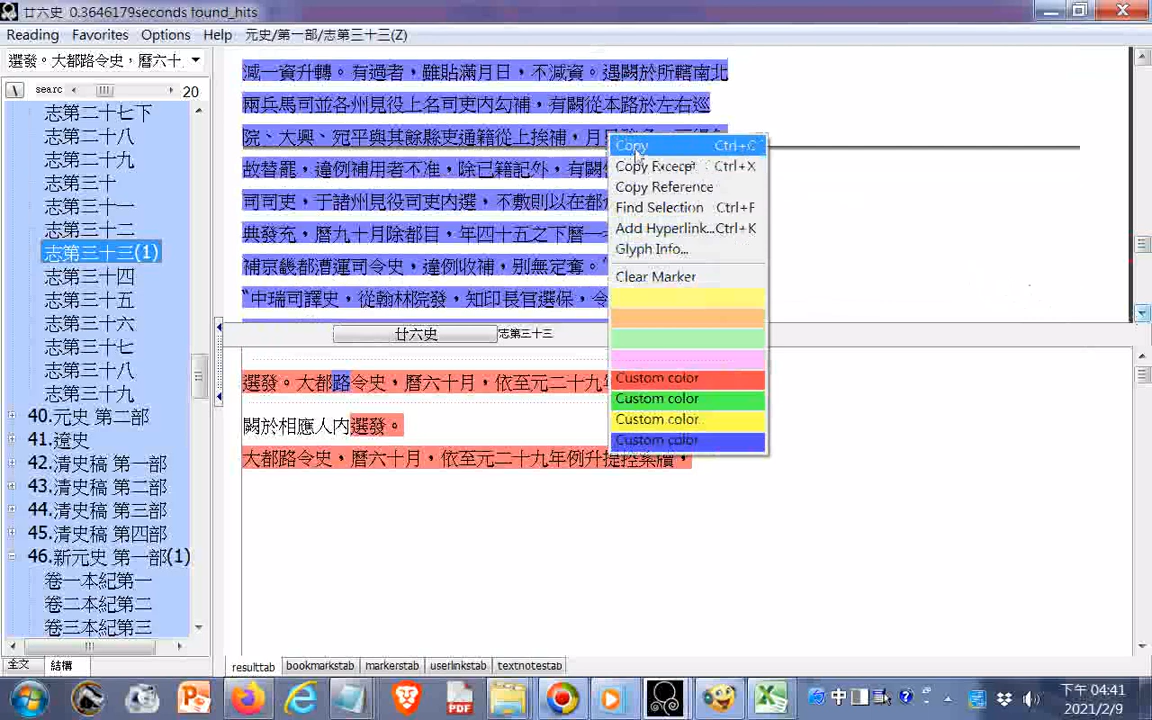 廿六史 0.3646179seconds found_hits
Reading Favorites Options Help 元史/第一部/志第三十三(Z)
選發。大都路令史，曆六十
searc 20
志第二十七下
志第二十八
志第二十九
志第三十
志第三十一
志第三十二
志第三十三(1)
志第三十四
志第三十五
志第三十六
志第三十七
志第三十八
志第三十九
40.元史 第二部
41.遼史
42.清史稿 第一部
43.清史稿 第二部
44.清史稿 第三部
45.清史稿 第四部
46.新元史 第一部(1)
卷一本紀第一
卷二本紀第二
卷三本紀第三
全文 結構
減一資升轉。有過者，雖貼滿月日，不減資。遇闕於所轄南北
兩兵馬司並各州見役上名司吏內勾補，有闕從本路於左右巡
院、大興、宛平與其餘縣吏通籍從上挨補，月
故替罷，違例補用者不准，除已籍記外，有闕
司司吏，于諸州見役司吏內選，不敷則以在都
典發充，曆九十月除都目，年四十五之下曆一
補京畿都漕運司令史，違例收補，別無定奪。"
"中瑞司譯史，從翰林院發，知印長官選保，令
Copy Ctrl+C
Copy Except Ctrl+X
Copy Reference
Find Selection Ctrl+F
Add Hyperlink...Ctrl+K
Glyph Info...
Clear Marker
Custom color
Custom color
Custom color
Custom color
廿六史 志第三十三
選發。大都路令史，曆六十月，依至元二十九年
闕於相應人內選發。
大都路令史，曆六十月，依至元二十九年例升提控案牘，
resulttab bookmarkstab markerstab userlinkstab textnotestab
PDF
中
下午 04:41
2021/2/9